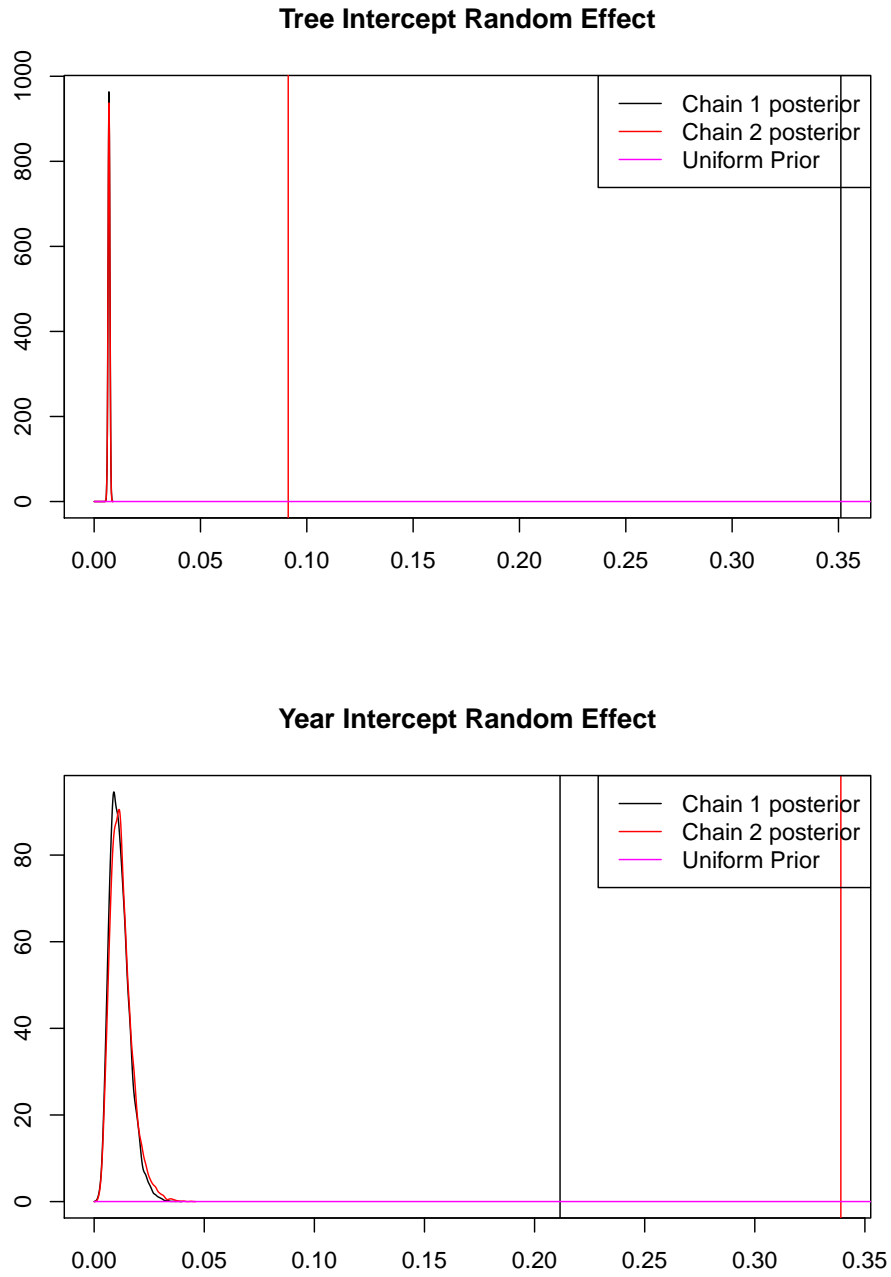 Tree Intercept Random Effect
1000
800
600
400
200
0
Chain 1 posterior
Chain 2 posterior
Uniform Prior
0.00 0.05 0.10 0.15 0.20 0.25 0.30 0.35
Year Intercept Random Effect
80
60
40
20
0
Chain 1 posterior
Chain 2 posterior
Uniform Prior
0.00 0.05 0.10 0.15 0.20 0.25 0.30 0.35